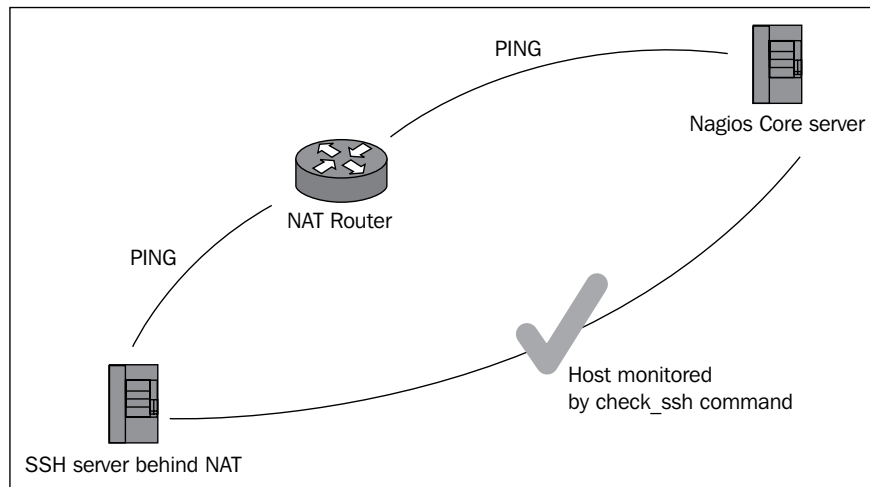 PING
Nagios Core server
NAT Router
PING
Host monitored
by check_ssh command
SSH server behind NAT